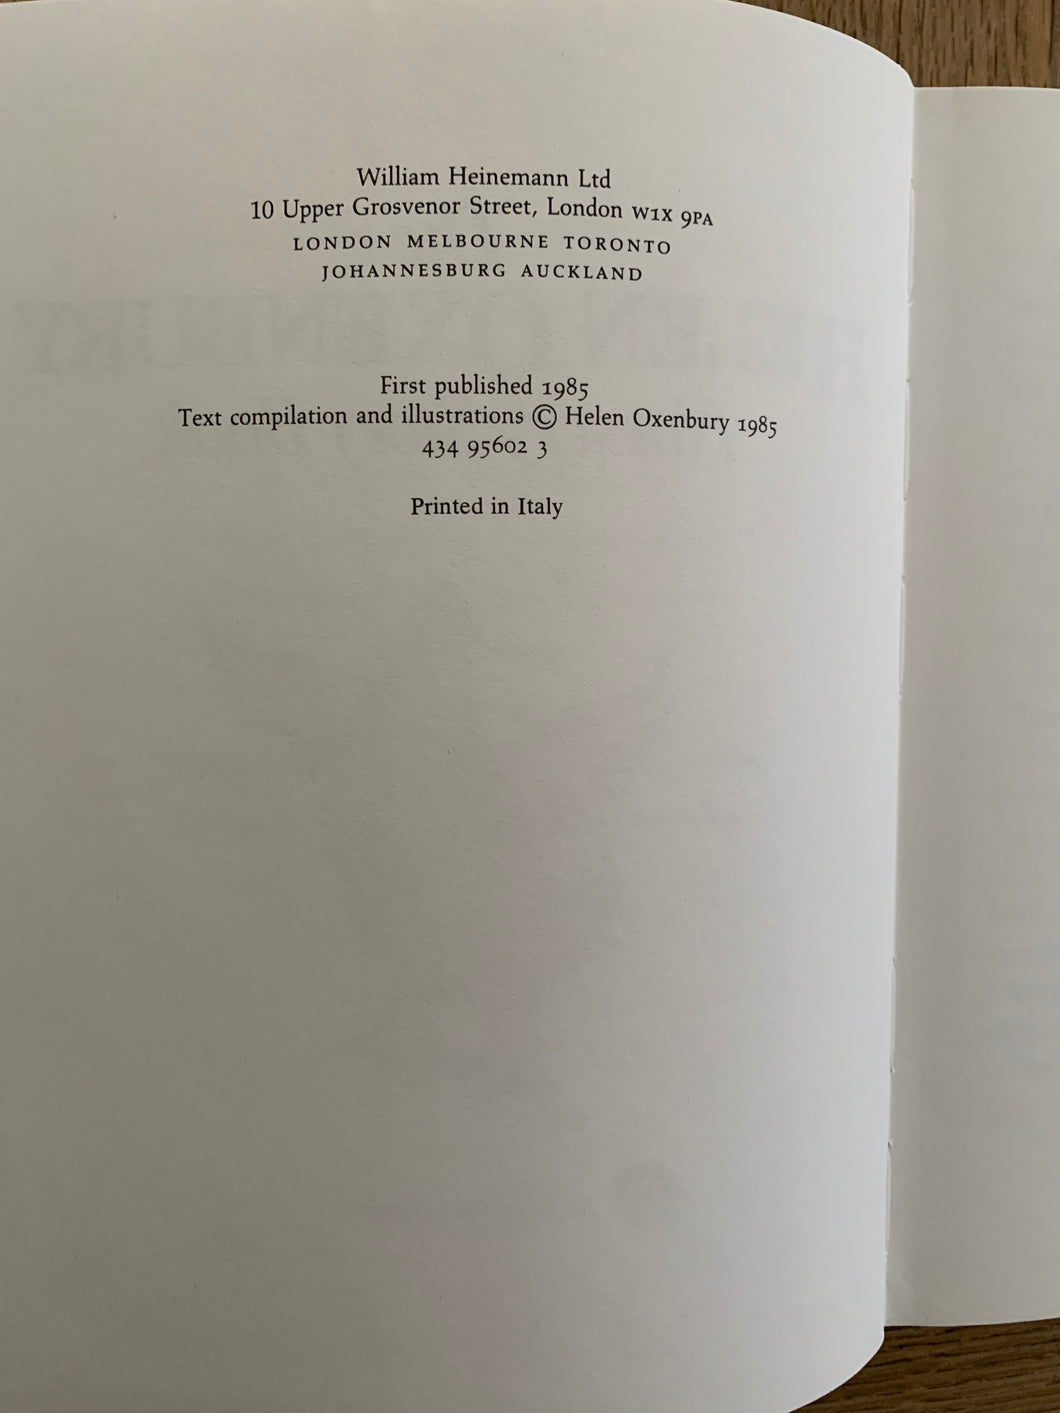 William Heinemann Ltd
10 Upper Grosvenor Street, London W1X 9PA
LONDON MELBOURNE TORONTO
JOHANNESBURG AUCKLAND
First published 1985
Text compilation and illustrations © Helen Oxenbury 1985
434 95602 3
Printed in Italy